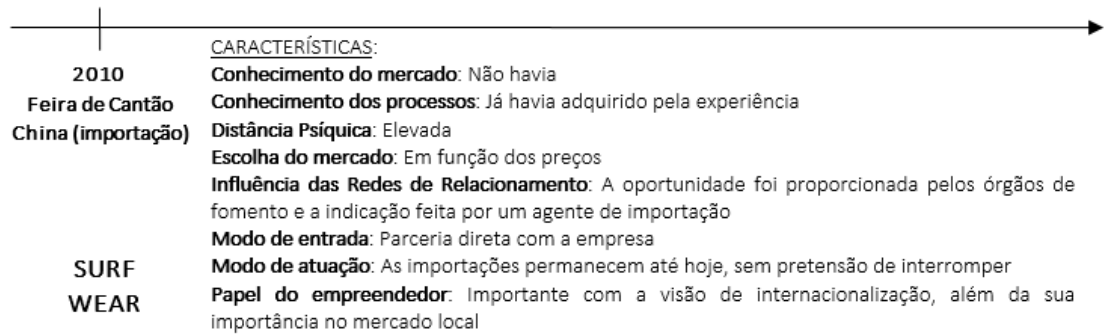 2010
Feira de Cantão
China (importação)
SURF
WEAR
CARACTERÍSTICAS:
Conhecimento do mercado: Não havia
Conhecimento dos processos: Já havia adquirido pela experiência
Distância Psíquica: Elevada
Escolha do mercado: Em função dos preços
Influência das Redes de Relacionamento: A oportunidade foi proporcionada pelos órgãos de
fomento e a indicação feita por um agente de importação
Modo de entrada: Parceria direta com a empresa
Modo de atuação: As importações permanecem até hoje, sem pretensão de interromper
Papel do empreendedor: Importante com a visão de internacionalização, além da sua
importância no mercado local